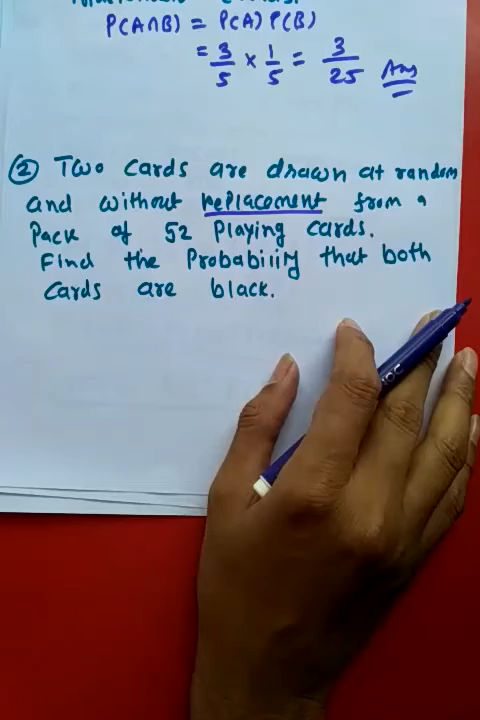 P(A∩B) = P(A) P(B)
= 3/5 × 1/5 = 3/25 Ans
② Two cards are drawn at random
and without replacement from a
Pack of 52 Playing cards.
Find the Probability that both
cards are black.